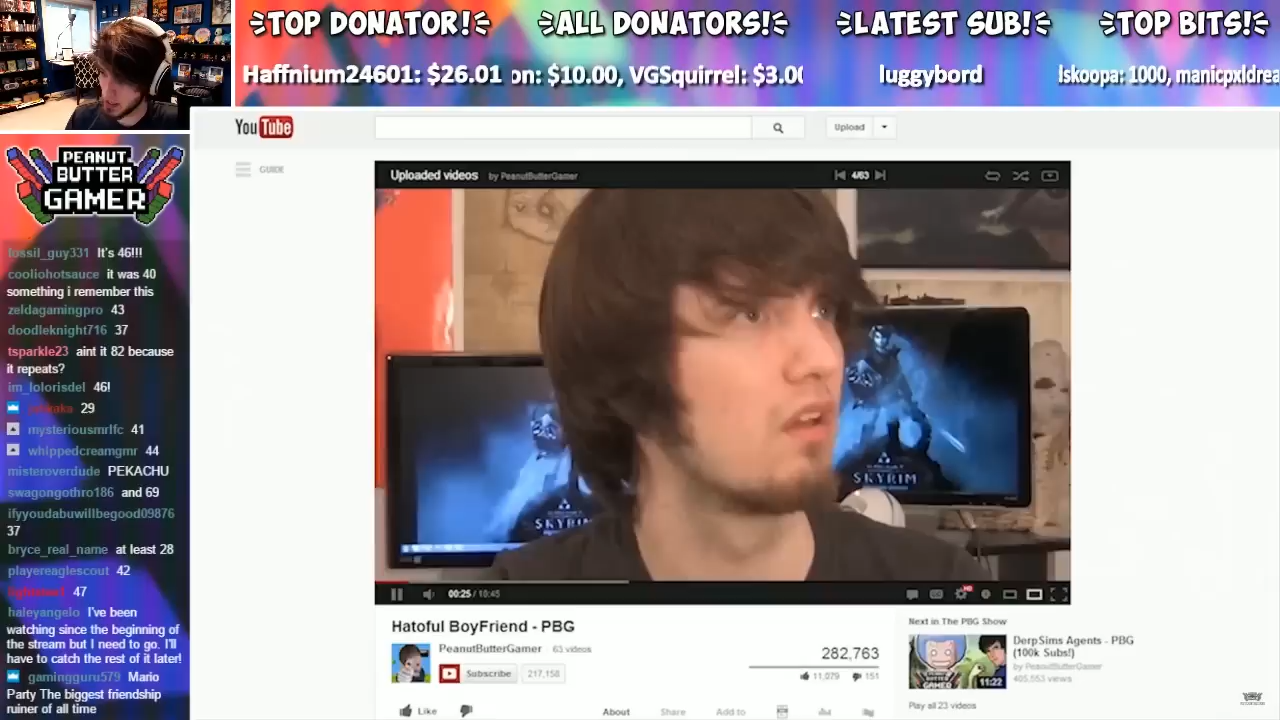 TOP DONATOR!
ALL DONATORS!
LATEST SUB!
TOP BITS!
Haffnium24601: $26.01
on: $10.00, VGSquirrel: $3.00
luggybord
lskoopa: 1000, manicpxldrea
PEANUT
BUTTER
GAMER
fossil_guy331 It's 46!!!
cooliohotsauce it was 40
something i remember this
zeldagamingpro 43
doodleknight716 37
tsparkle23 aint it 82 because
it repeats?
im_lolorisdel 46!
29
mysteriousmrlfc 41
whippedcreamgmr 44
misteroverdude PEKACHU
swagongothro186 and 69
ifyyoudabuwillbegood09876
37
bryce_real_name at least 28
playereaglescout 42
47
haleyangelo I've been
watching since the beginning of
the stream but I need to go. I'll
have to catch the rest of it later!
gamingguru579 Mario
Party The biggest friendship
ruiner of all time
YouTube
Upload
GUIDE
Uploaded videos by PeanutButterGamer
4/63
SKYRIM
SKYRIM
00:25 / 10:45
HD
Hatoful BoyFriend - PBG
PeanutButterGamer 63 videos
Subscribe 217,158
282,763
11,079 151
Like
About Share Add to
Next in The PBG Show
DerpSims Agents - PBG
(100k Subs!)
by PeanutButterGamer
405,553 views
11:22
Play all 23 videos